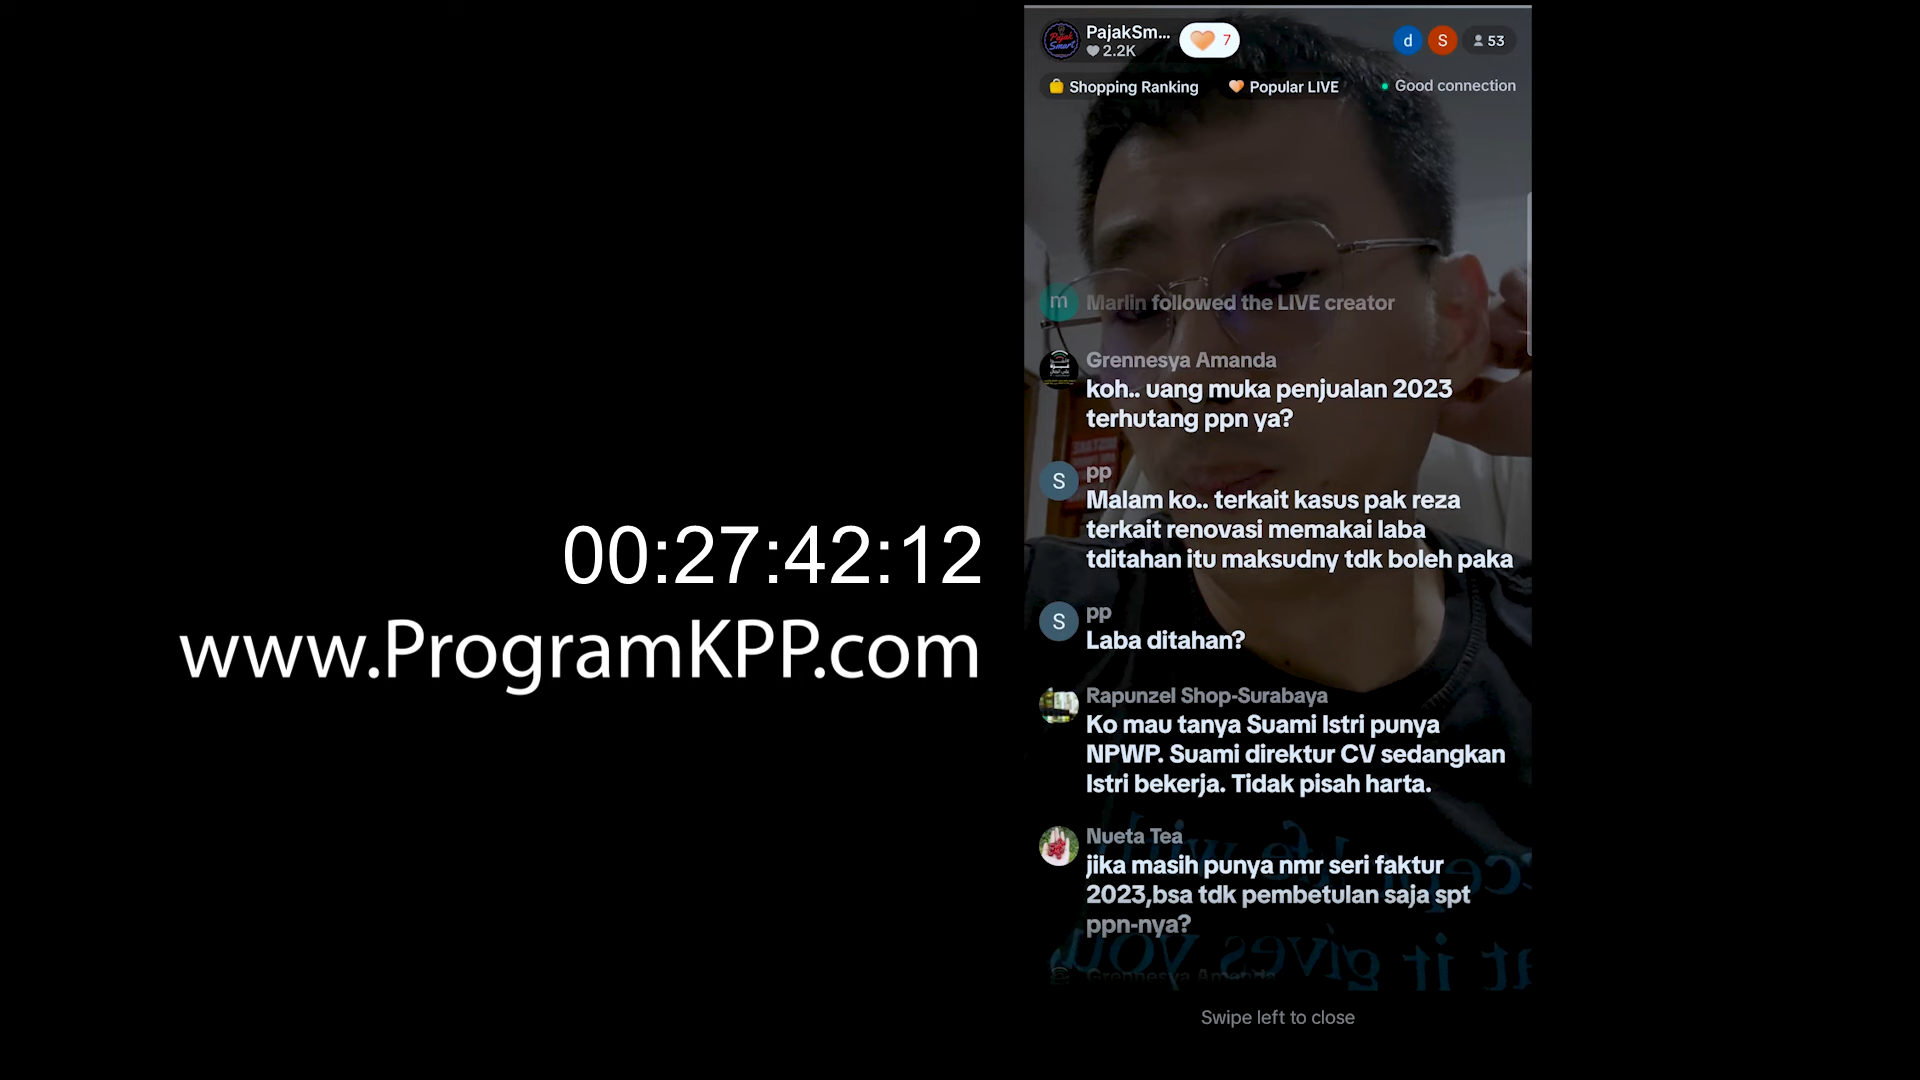 PajakSm...
2.2K
7
d
S
53
Shopping Ranking
Popular LIVE
Good connection
m
Marlin followed the LIVE creator
Grennesya Amanda
koh.. uang muka penjualan 2023
terhutang ppn ya?
S
pp
Malam ko.. terkait kasus pak reza
terkait renovasi memakai laba
tditahan itu maksudny tdk boleh paka
S
pp
Laba ditahan?
Rapunzel Shop-Surabaya
Ko mau tanya Suami Istri punya
NPWP. Suami direktur CV sedangkan
Istri bekerja. Tidak pisah harta.
Nueta Tea
jika masih punya nmr seri faktur
2023,bsa tdk pembetulan saja spt
ppn-nya?
Grennesya Amanda
Swipe left to close
00:27:42:12
www.ProgramKPP.com